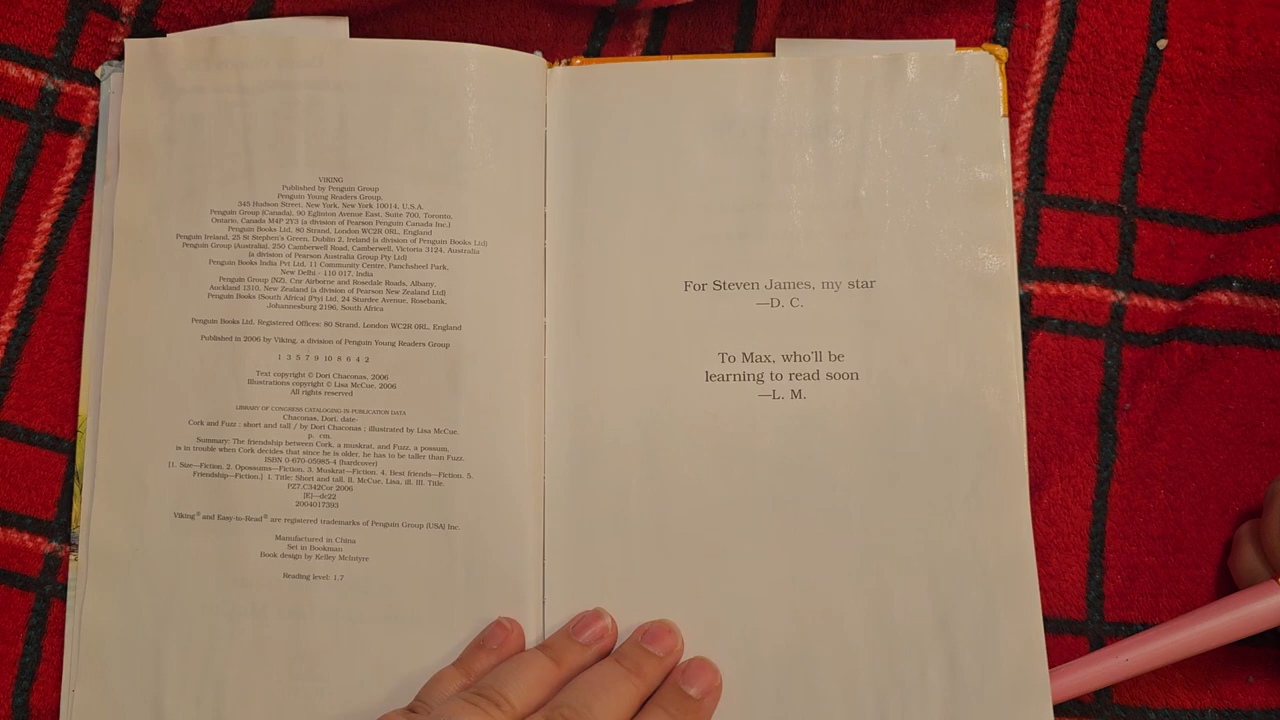 VIKING
Published by Penguin Group
Penguin Young Readers Group,
345 Hudson Street, New York, New York 10014, U.S.A.
Penguin Group (Canada), 90 Eglinton Avenue East, Suite 700, Toronto,
Ontario, Canada M4P 2Y3 (a division of Pearson Penguin Canada Inc.)
Penguin Books Ltd, 80 Strand, London WC2R 0RL, England
Penguin Ireland, 25 St Stephen's Green, Dublin 2, Ireland (a division of Penguin Books Ltd)
Penguin Group (Australia), 250 Camberwell Road, Camberwell, Victoria 3124, Australia
(a division of Pearson Australia Group Pty Ltd)
Penguin Books India Pvt Ltd, 11 Community Centre, Panchsheel Park,
New Delhi - 110 017, India
Penguin Group (NZ), Cnr Airborne and Rosedale Roads, Albany,
Auckland 1310, New Zealand (a division of Pearson New Zealand Ltd)
Penguin Books (South Africa) (Pty) Ltd, 24 Sturdee Avenue, Rosebank,
Johannesburg 2196, South Africa
Penguin Books Ltd, Registered Offices: 80 Strand, London WC2R 0RL, England
Published in 2006 by Viking, a division of Penguin Young Readers Group
1 3 5 7 9 10 8 6 4 2
Text copyright © Dori Chaconas, 2006
Illustrations copyright © Lisa McCue, 2006
All rights reserved
LIBRARY OF CONGRESS CATALOGING-IN-PUBLICATION DATA
Chaconas, Dori, date-
Cork and Fuzz : short and tall / by Dori Chaconas ; illustrated by Lisa McCue.
p. cm.
Summary: The friendship between Cork, a muskrat, and Fuzz, a possum,
is in trouble when Cork decides that since he is older, he has to be taller than Fuzz.
ISBN 0-670-05985-4 (hardcover)
[1. Size—Fiction. 2. Opossums—Fiction. 3. Muskrat—Fiction. 4. Best friends—Fiction. 5.
Friendship—Fiction.] I. Title: Short and tall. II. McCue, Lisa, ill. III. Title.
PZ7.C342Cor 2006
[E]—dc22
2004017393
Viking® and Easy-to-Read® are registered trademarks of Penguin Group (USA) Inc.
Manufactured in China
Set in Bookman
Book design by Kelley McIntyre
Reading level: 1.7
For Steven James, my star
—D. C.
To Max, who'll be
learning to read soon
—L. M.